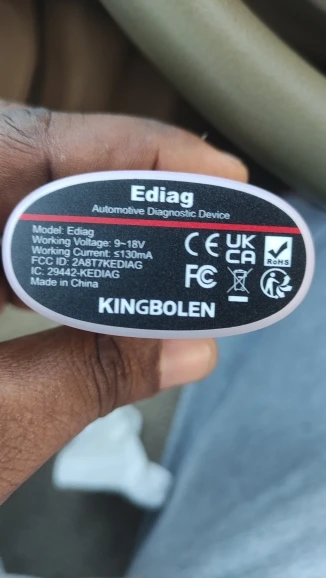 Ediag
Automotive Diagnostic Device
Model: Ediag
Working Voltage: 9~18V
Working Current: ≤130mA
FCC ID: 2A8T7KEDIAG
IC: 29442-KEDIAG
Made in China
CE
UK
CA
RoHS
FC
KINGBOLEN